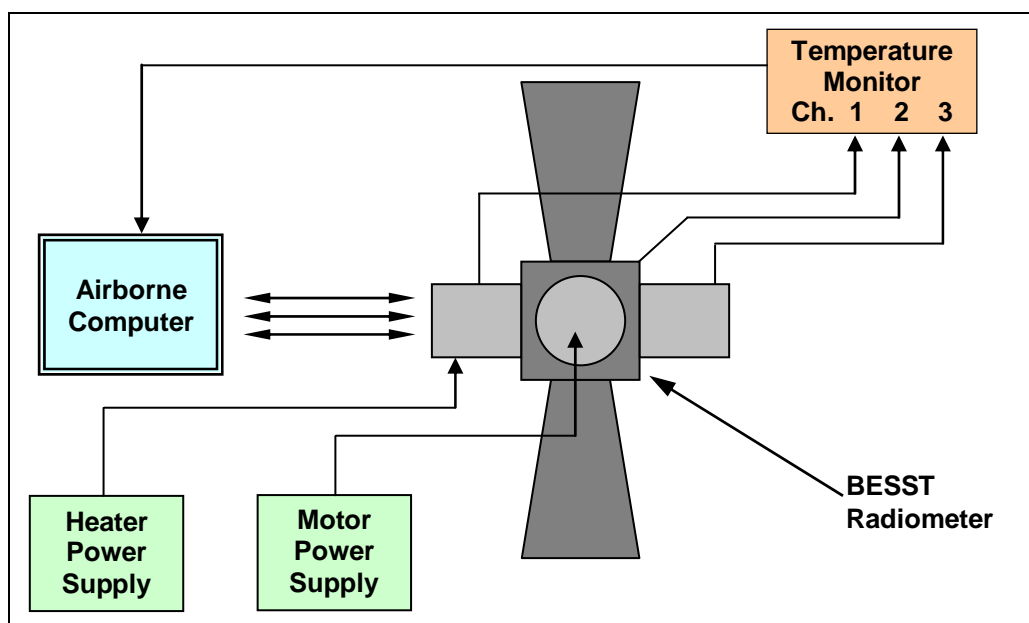 Temperature
Monitor
Ch. 1 2 3
Airborne
Computer
BESST
Radiometer
Heater
Power
Supply
Motor
Power
Supply